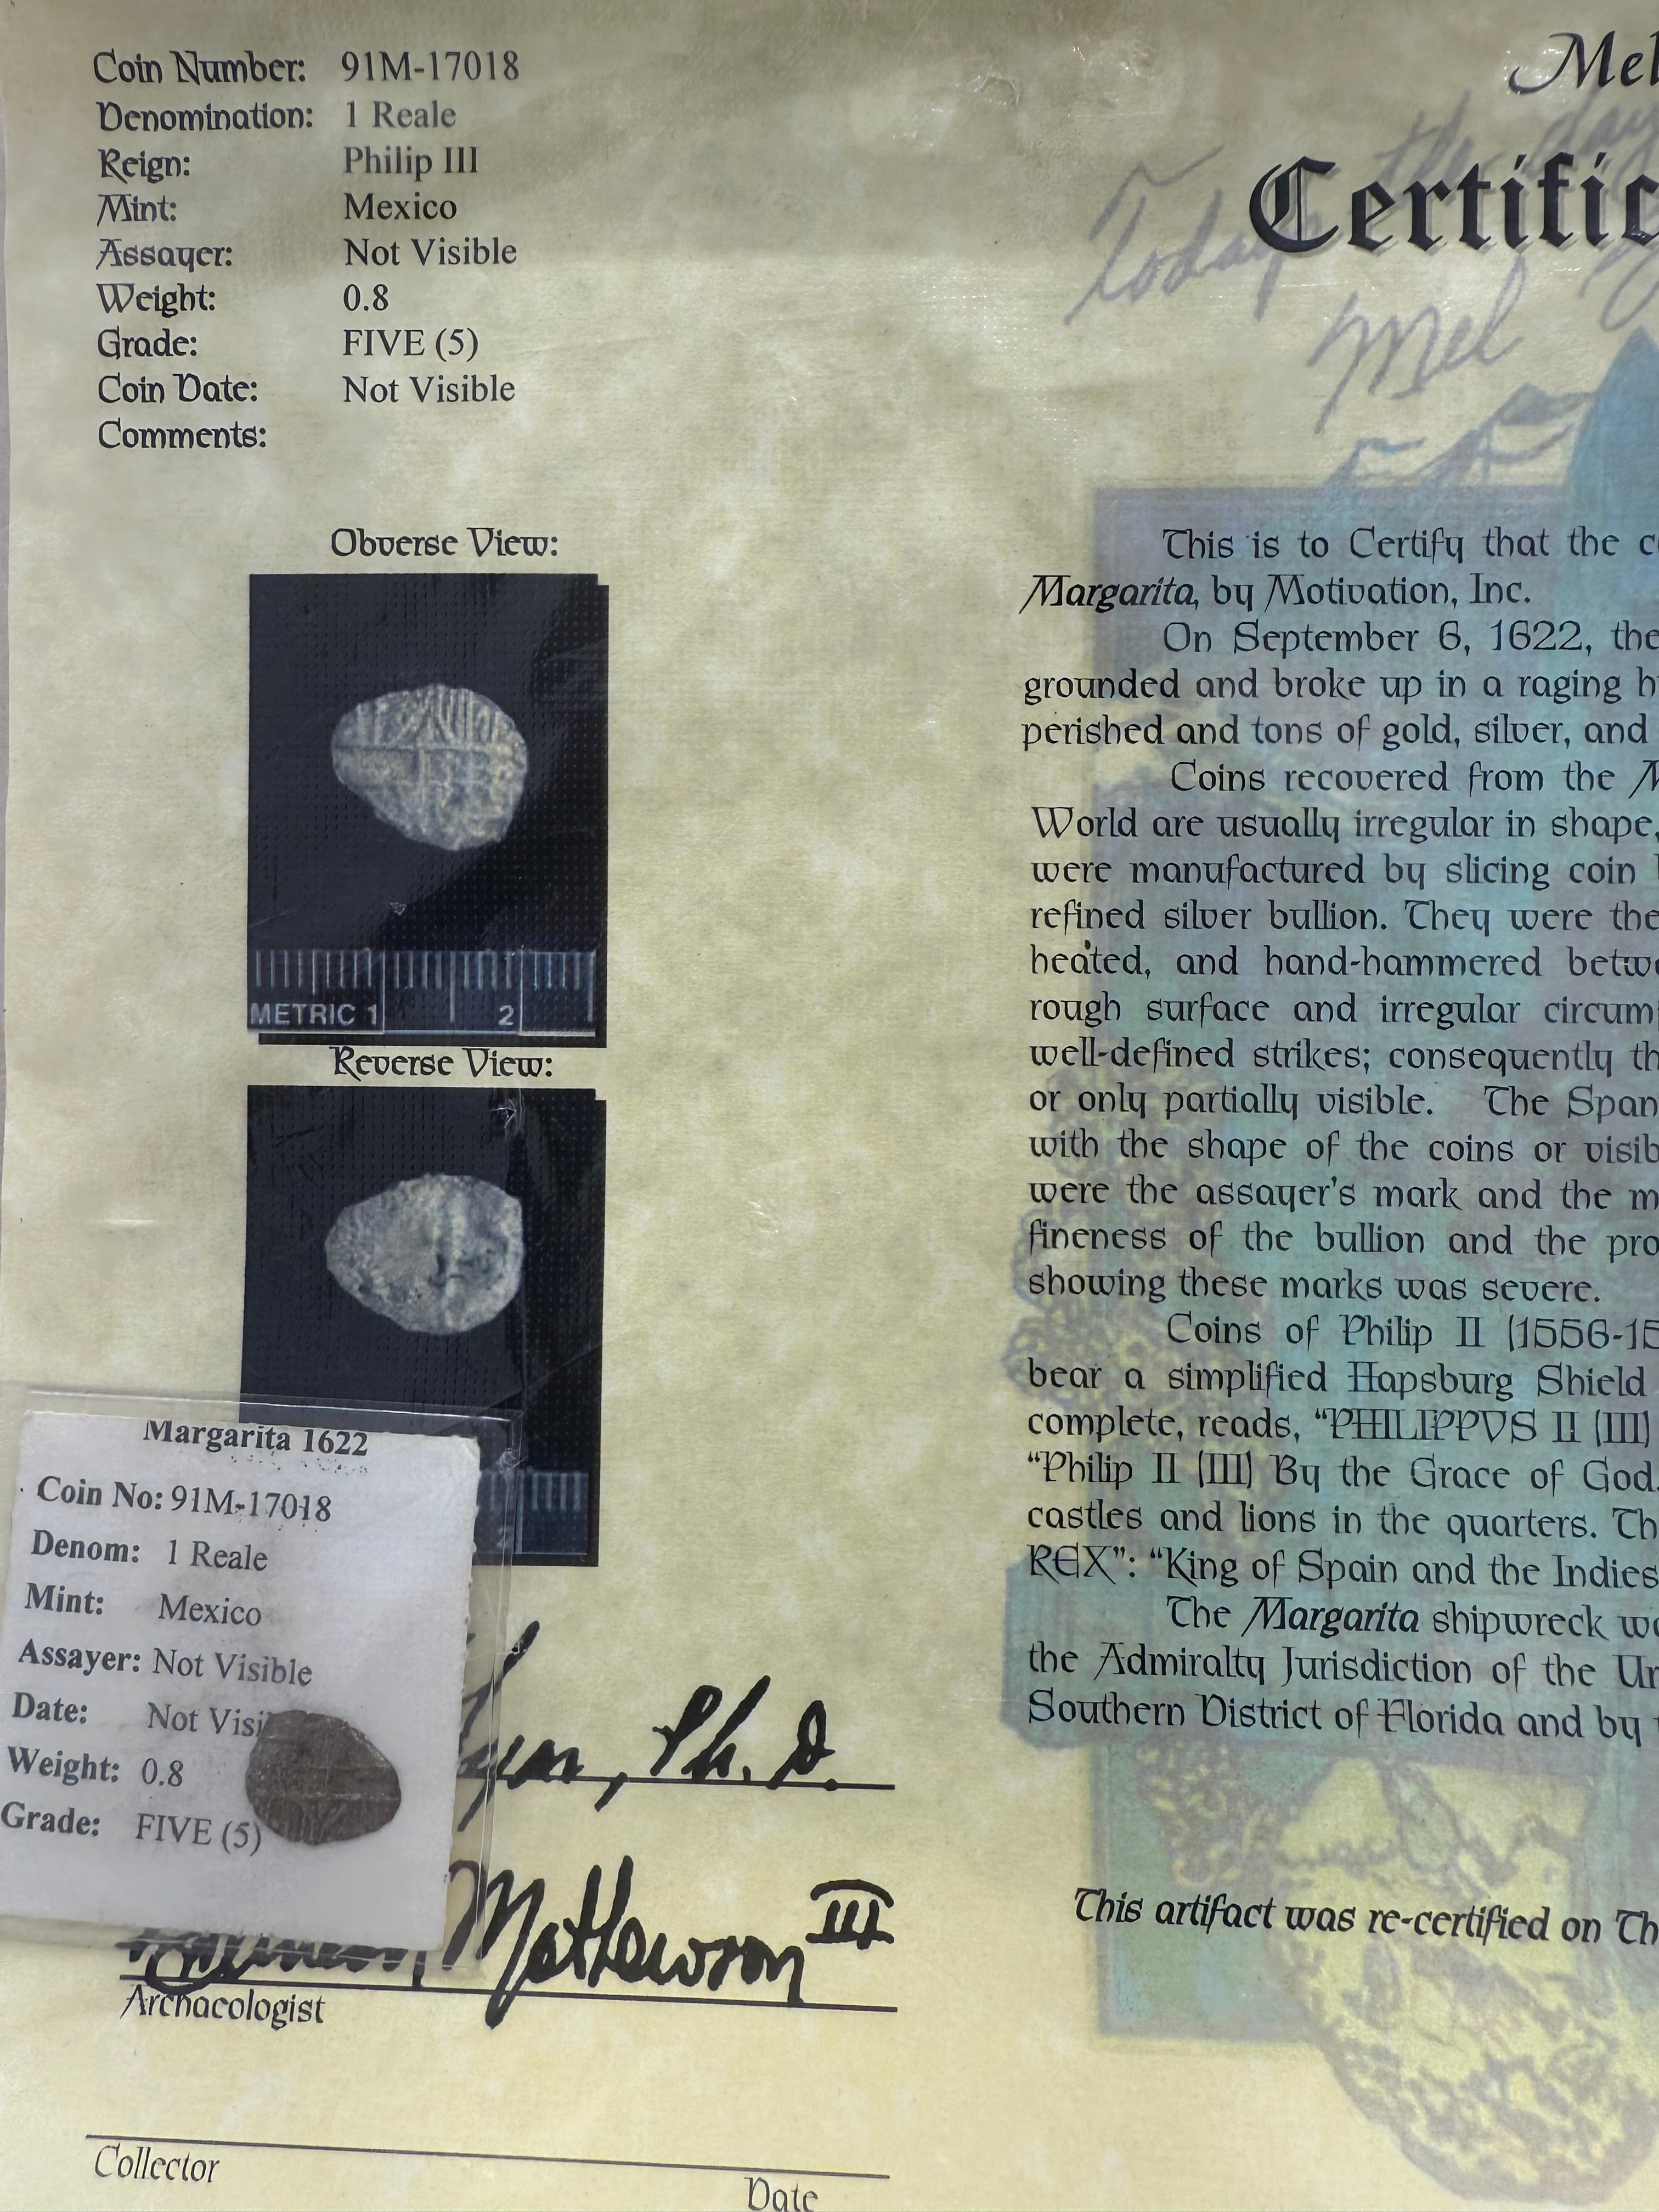 Coin Number: 91M-17018
Denomination: 1 Reale
Reign: Philip III
Mint: Mexico
Assayer: Not Visible
Weight: 0.8
Grade: FIVE (5)
Coin Date: Not Visible
Comments:
Obverse View:
METRIC 1 2
Reverse View:
Margarita 1622
Coin No: 91M-17018
Denom: 1 Reale
Mint: Mexico
Assayer: Not Visible
Date: Not Visi
Weight: 0.8
Grade: FIVE (5)
Ph. D.
Mathewson III
Archaeologist
Collector
Date
Mel
the day
Today
Certific
Mel
This is to Certify that the c
Margarita, by Motivation, Inc.
On September 6, 1622, the
grounded and broke up in a raging h
perished and tons of gold, silver, and
Coins recovered from the M
World are usually irregular in shape,
were manufactured by slicing coin
refined silver bullion. They were the
heated, and hand-hammered betwe
rough surface and irregular circum
well-defined strikes; consequently th
or only partially visible. The Span
with the shape of the coins or visib
were the assayer's mark and the m
fineness of the bullion and the pro
showing these marks was severe.
Coins of Philip II (1556-15
bear a simplified Hapsburg Shield
complete, reads, "PHILIPPVS II (III)
"Philip II (III) By the Grace of God.
castles and lions in the quarters. Th
REX": "King of Spain and the Indies
The Margarita shipwreck w
the Admiralty Jurisdiction of the Un
Southern District of Florida and by
This artifact was re-certified on Th